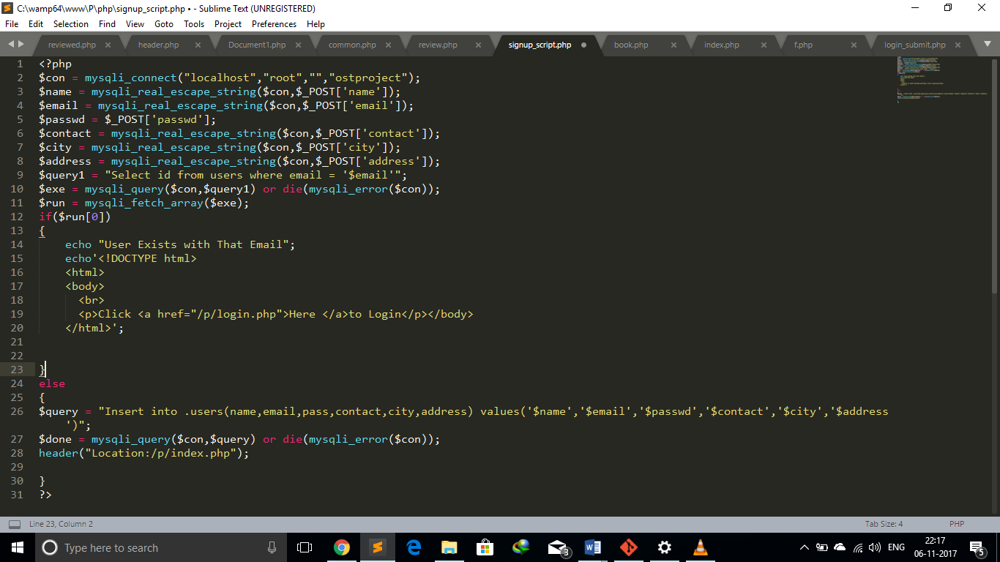 C:\wamp64\www\P\php\signup_script.php • - Sublime Text (UNREGISTERED)
File Edit Selection Find View Goto Tools Project Preferences Help
reviewed.php header.php Document1.php common.php review.php signup_script.php book.php index.php f.php login_submit.php
1 <?php
2 $con = mysqli_connect("localhost","root","","ostproject");
3 $name = mysqli_real_escape_string($con,$_POST['name']);
4 $email = mysqli_real_escape_string($con,$_POST['email']);
5 $passwd = $_POST['passwd'];
6 $contact = mysqli_real_escape_string($con,$_POST['contact']);
7 $city = mysqli_real_escape_string($con,$_POST['city']);
8 $address = mysqli_real_escape_string($con,$_POST['address']);
9 $query1 = "Select id from users where email = '$email'";
10 $exe = mysqli_query($con,$query1) or die(mysqli_error($con));
11 $run = mysqli_fetch_array($exe);
12 if($run[0])
13 {
14 echo "User Exists with That Email";
15 echo'<!DOCTYPE html>
16 <html>
17 <body>
18 <br>
19 <p>Click <a href="/p/login.php">Here </a>to Login</p></body>
20 </html>';
21
22
23 }
24 else
25 {
26 $query = "Insert into .users(name,email,pass,contact,city,address) values('$name','$email','$passwd','$contact','$city','$address
')";
27 $done = mysqli_query($con,$query) or die(mysqli_error($con));
28 header("Location:/p/index.php");
29
30 }
31 ?>
Line 23, Column 2 Tab Size: 4 PHP
Type here to search 3 ENG 22:17
06-11-2017 5